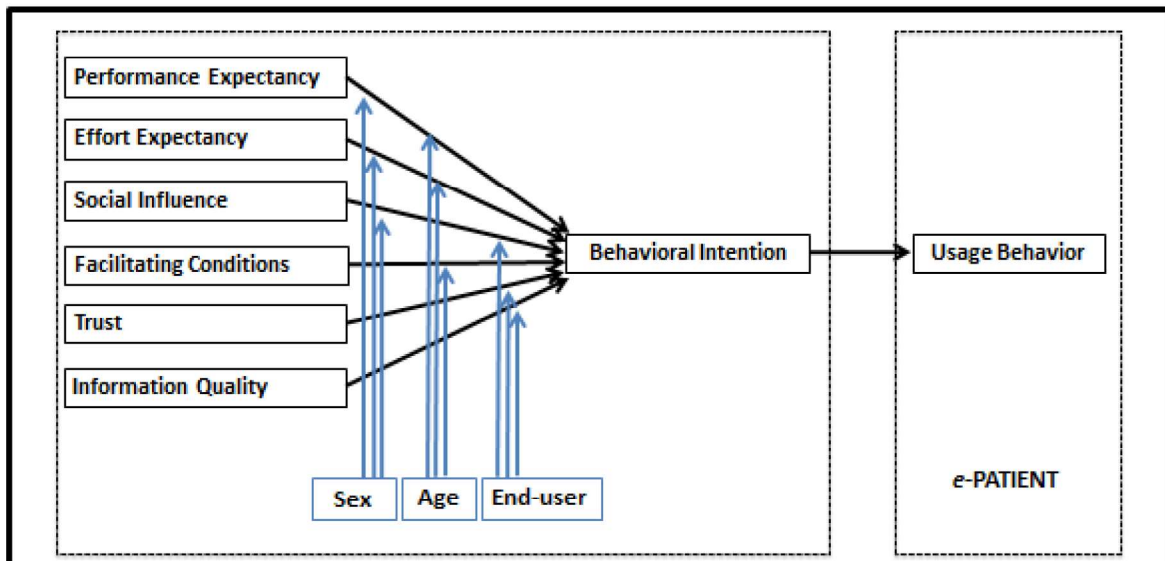 Performance Expectancy
Effort Expectancy
Social Influence
Facilitating Conditions
Trust
Information Quality
Behavioral Intention
Usage Behavior
Sex
Age
End-user
e-PATIENT